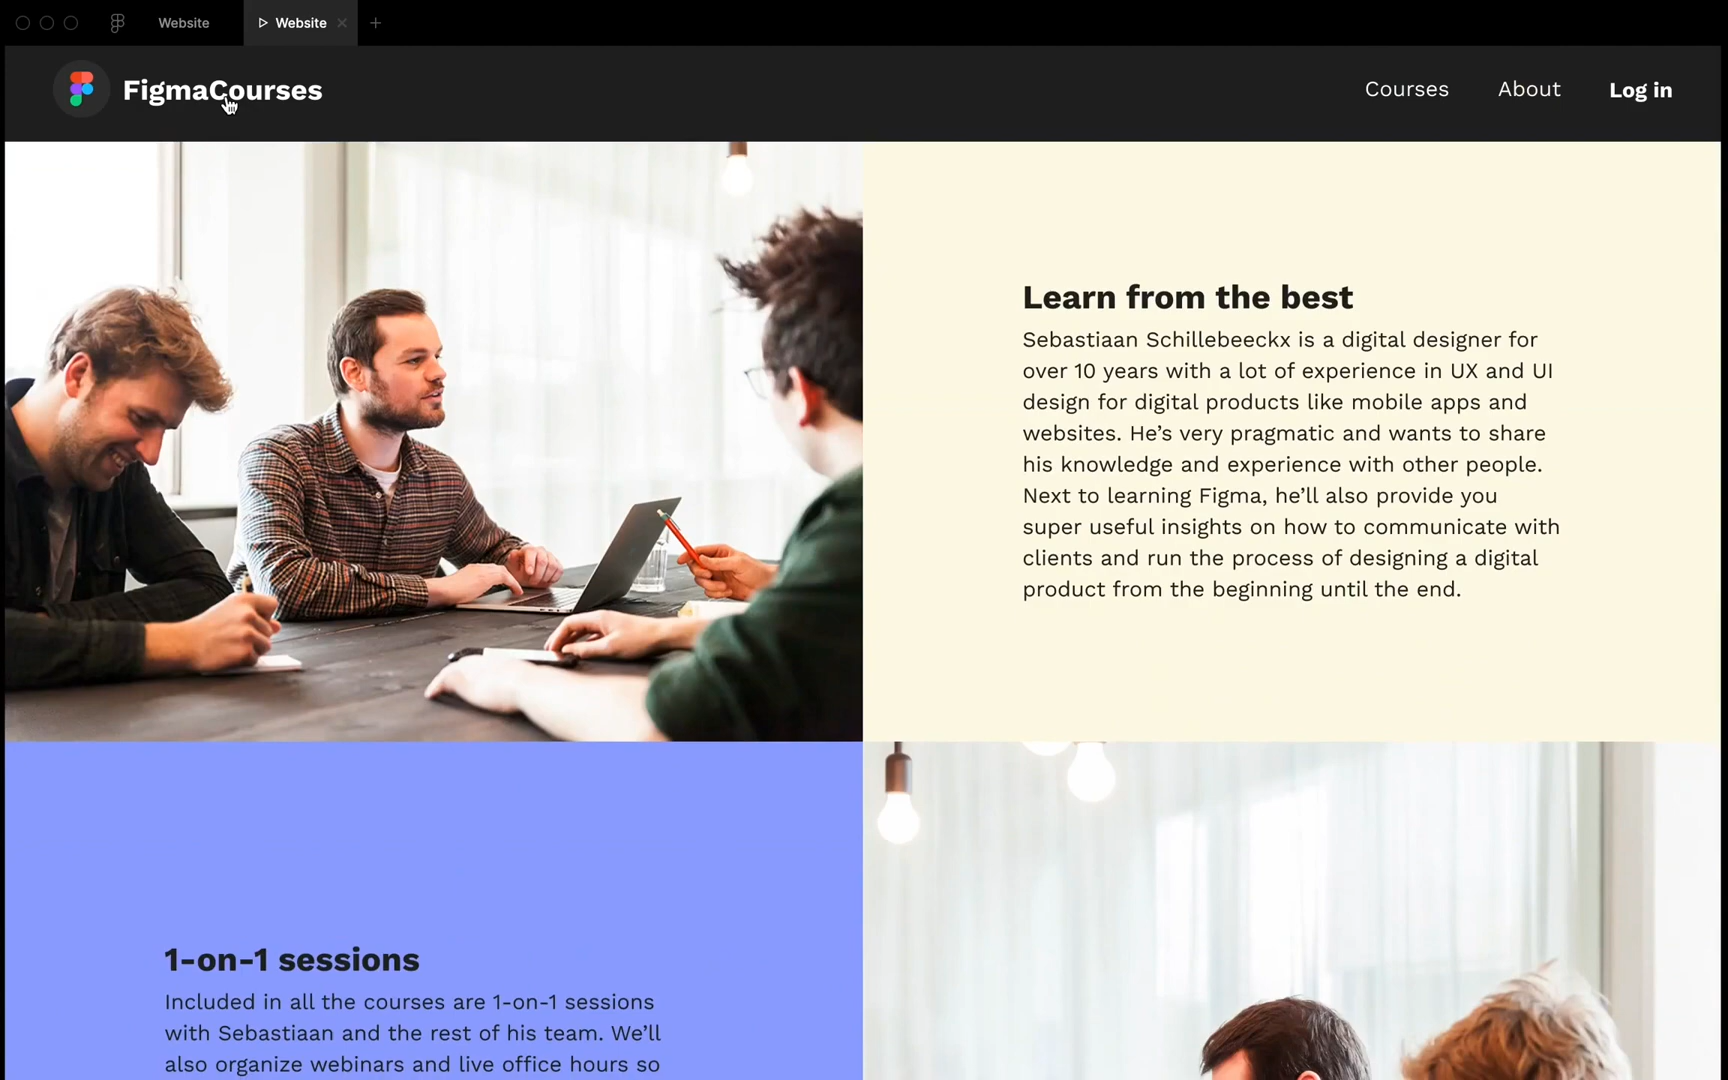 Website
Website
FigmaCourses
Courses
About
Log in
Learn from the best
Sebastiaan Schillebeeckx is a digital designer for
over 10 years with a lot of experience in UX and UI
design for digital products like mobile apps and
websites. He’s very pragmatic and wants to share
his knowledge and experience with other people.
Next to learning Figma, he’ll also provide you
super useful insights on how to communicate with
clients and run the process of designing a digital
product from the beginning until the end.
1-on-1 sessions
Included in all the courses are 1-on-1 sessions
with Sebastiaan and the rest of his team. We’ll
also organize webinars and live office hours so